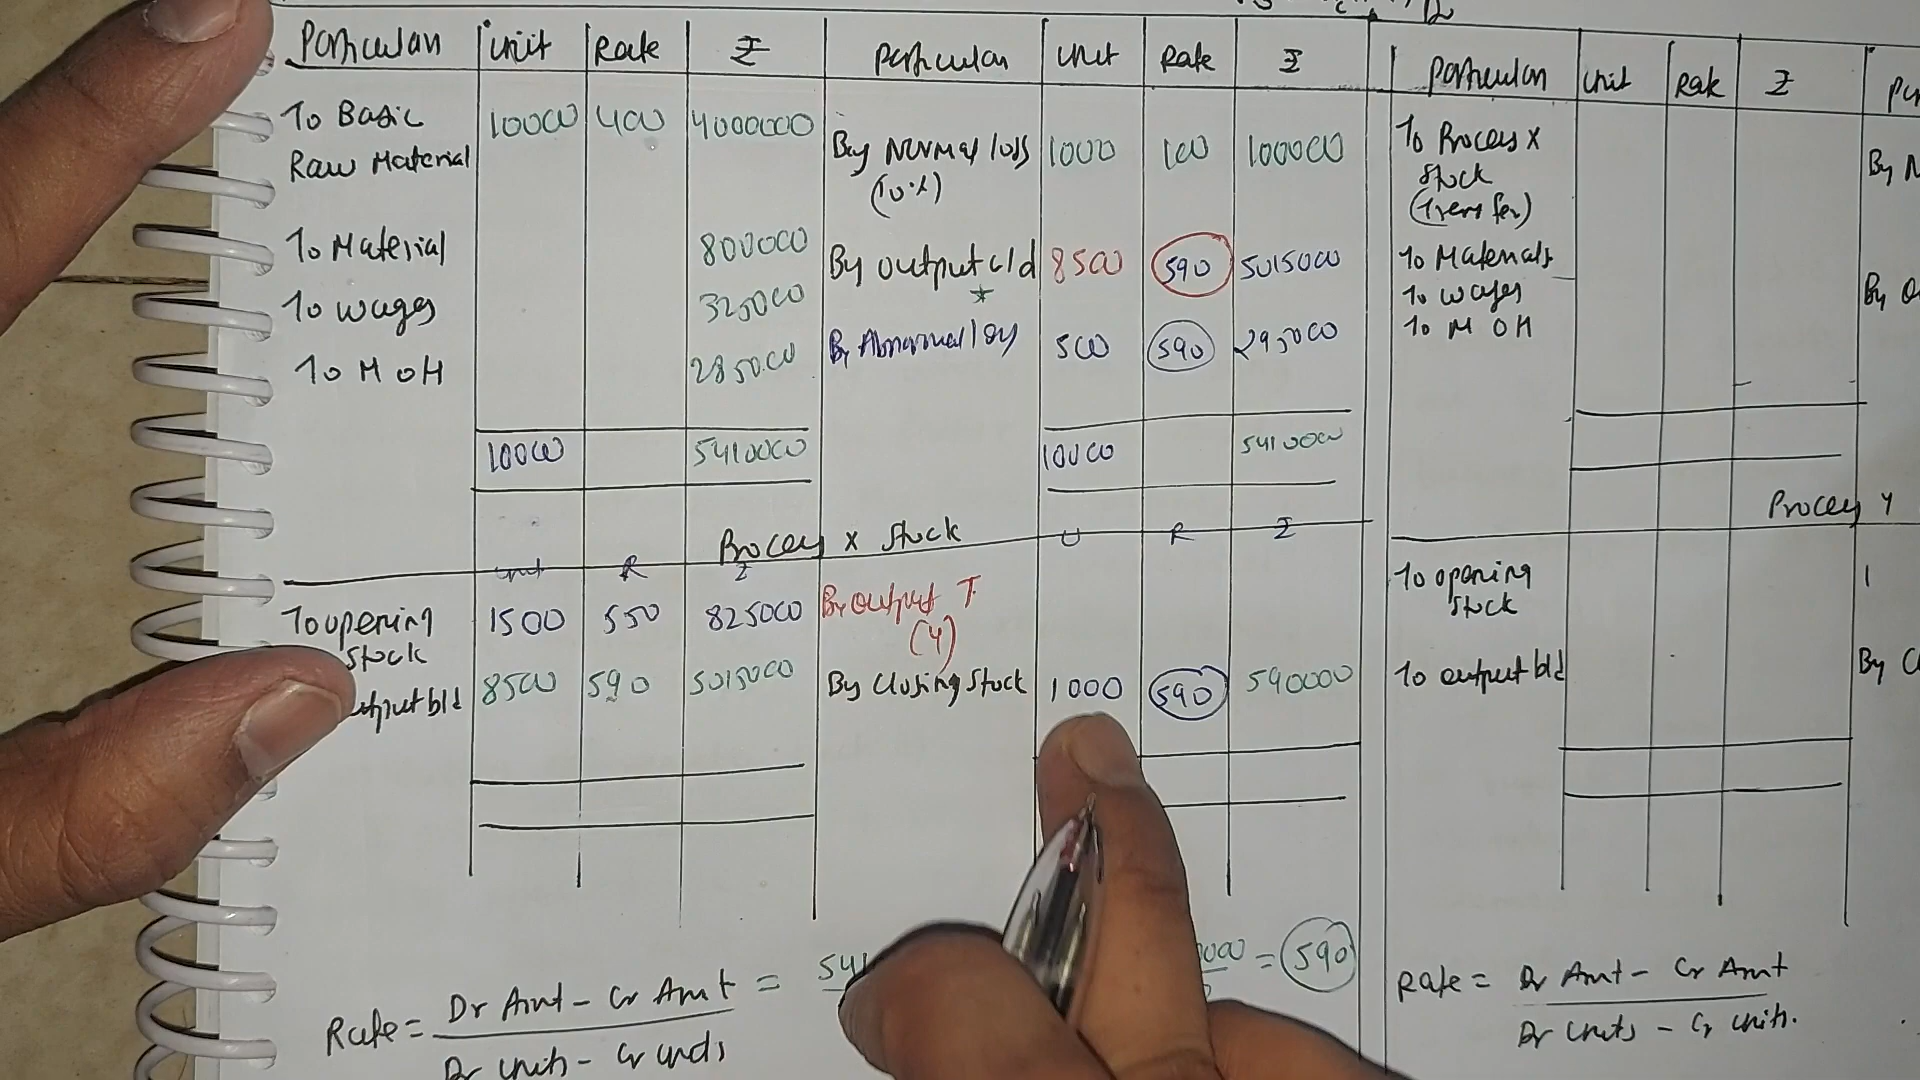 Particular Unit Rate ₹ Particular Unit Rate ₹
To Basic Raw Material 10000 400 4000000
By Normal loss (10%) 1000 100 100000
To Material 800000
By output c/d 8500 590 5015000
*
To Wages 325000
By Abnormal loss 500 590 295000
To M OH 285000
10000 5410000 10000 5410000
Process X Stock
Unit R ₹ U R ₹
To opening Stock 1500 550 825000
By output T (Y)
output b/d 8500 590 5015000
By Closing Stock 1000 590 590000
Rate = Dr Amt - Cr Amt =
Dr Units - Cr Units
= 590
Particular Unit Rate ₹
To Process X Stock (Transfer)
By N
To Materials
To Wages
By O
To M OH
Process Y
To opening Stock
To output b/d
By C
Rate = Dr Amt - Cr Amt
Dr Units - Cr Units.